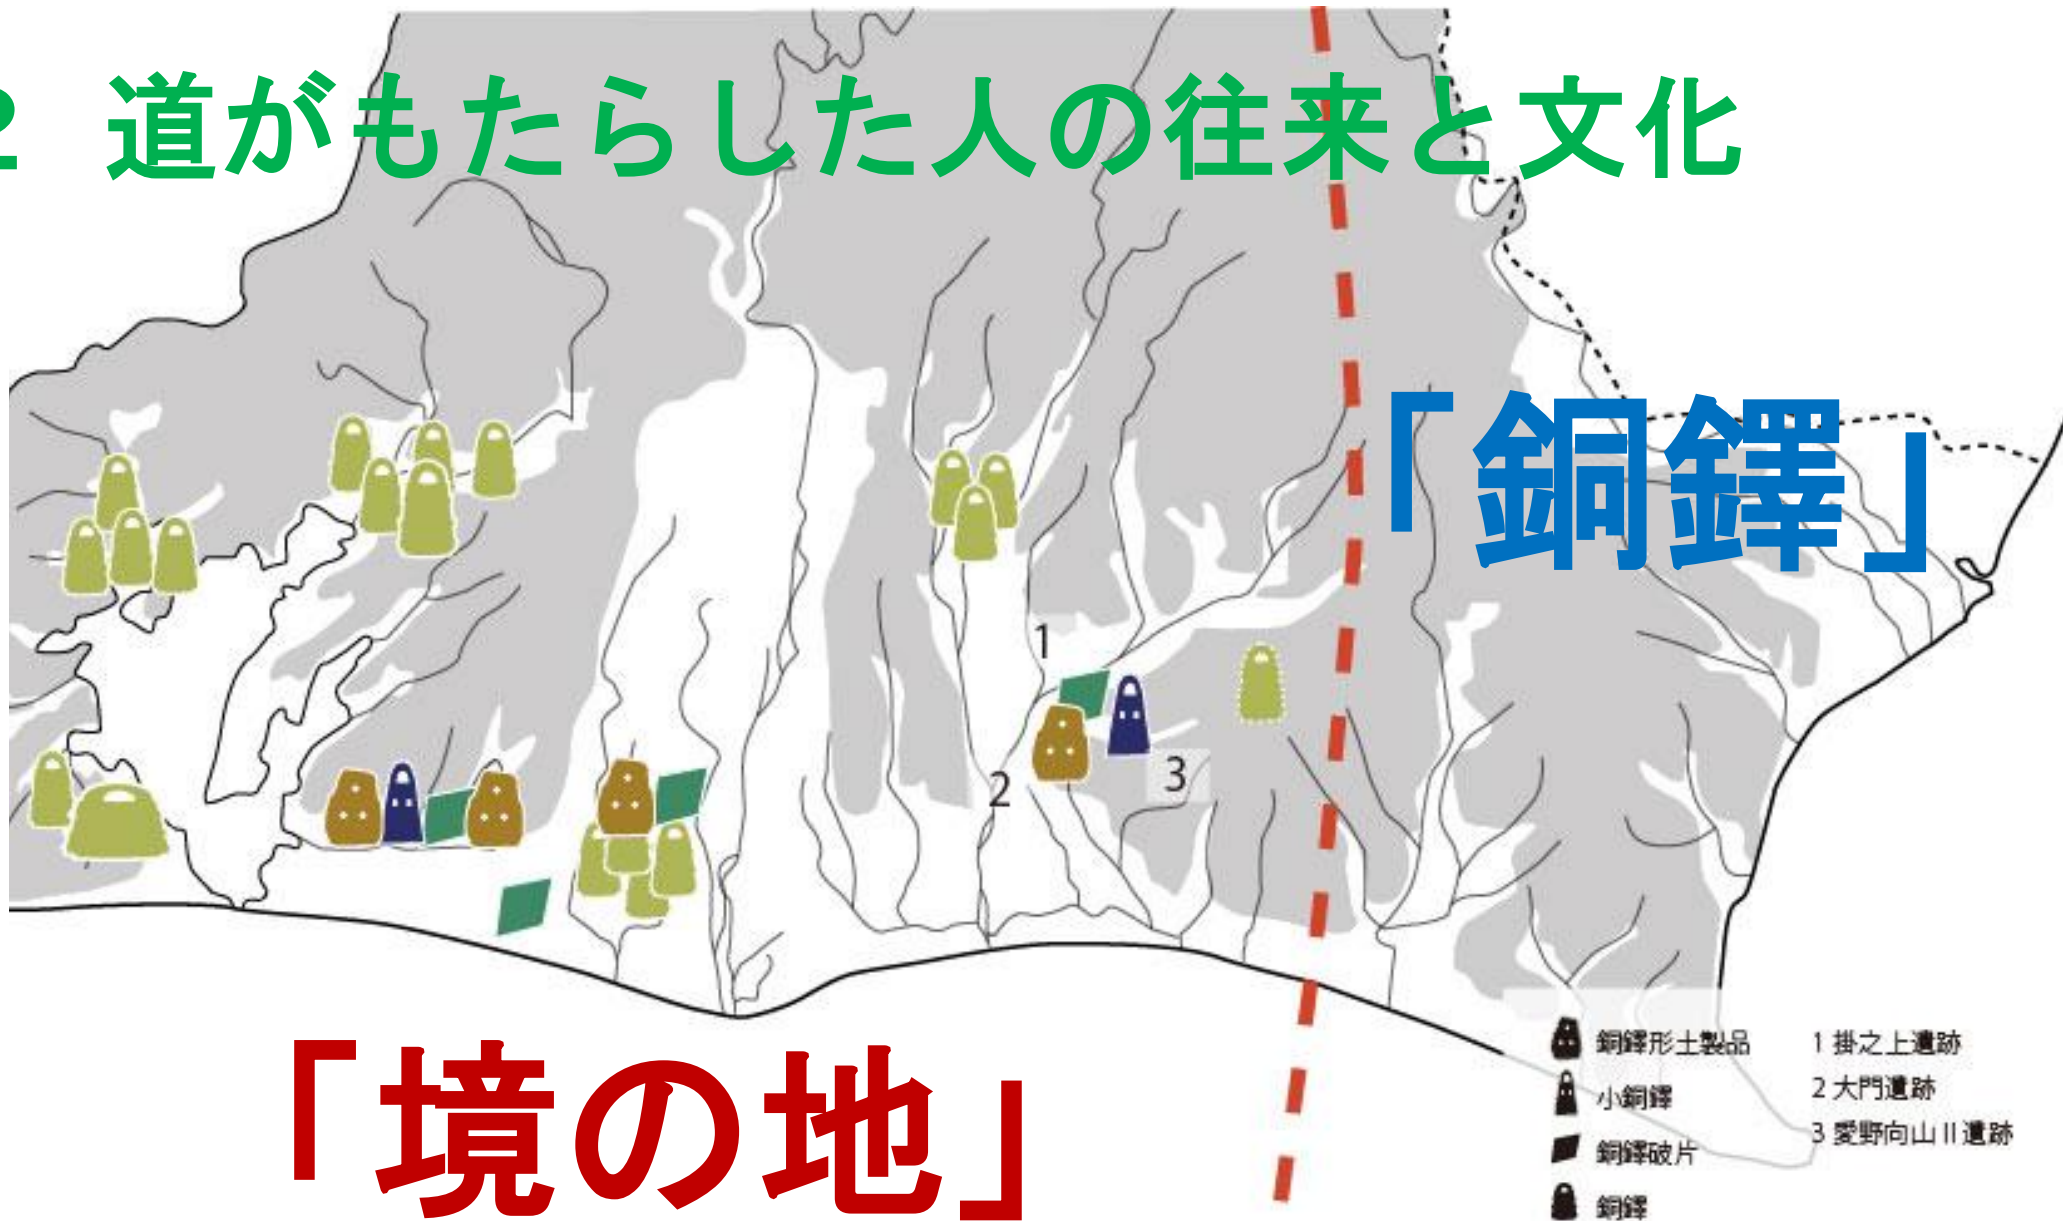 2 道がもたらした人の往来と文化
「銅鐸」
1
2
3
「境の地」
銅鐸形土製品
小銅鐸
銅鐸破片
銅鐸
1 掛之上遺跡
2 大門遺跡
3 愛野向山Ⅱ遺跡